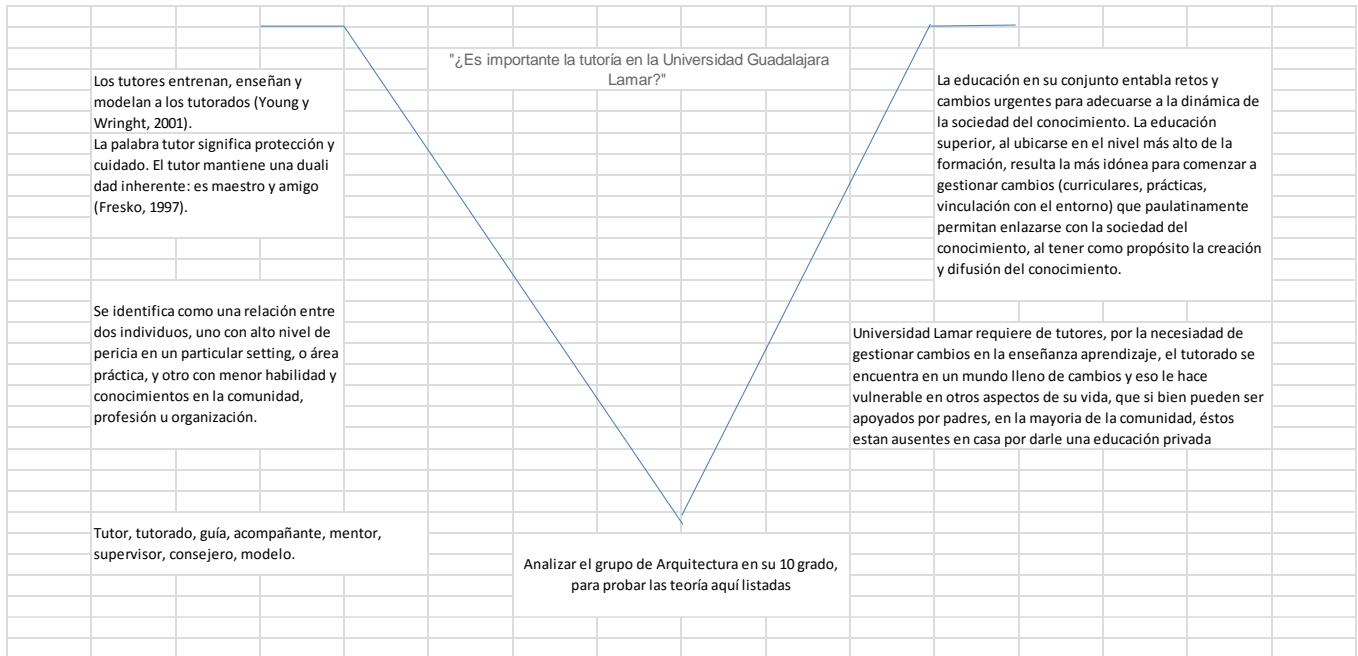 "¿Es importante la tutoría en la Universidad Guadalajara
Lamar?"
Los tutores entrenan, enseñan y
modelan a los tutorados (Young y
Wringht, 2001).
La palabra tutor significa protección y
cuidado. El tutor mantiene una duali
dad inherente: es maestro y amigo
(Fresko, 1997).
Se identifica como una relación entre
dos individuos, uno con alto nivel de
pericia en un particular setting, o área
práctica, y otro con menor habilidad y
conocimientos en la comunidad,
profesión u organización.
Tutor, tutorado, guía, acompañante, mentor,
supervisor, consejero, modelo.
La educación en su conjunto entabla retos y
cambios urgentes para adecuarse a la dinámica de
la sociedad del conocimiento. La educación
superior, al ubicarse en el nivel más alto de la
formación, resulta la más idónea para comenzar a
gestionar cambios (curriculares, prácticas,
vinculación con el entorno) que paulatinamente
permitan enlazarse con la sociedad del
conocimiento, al tener como propósito la creación
y difusión del conocimiento.
Universidad Lamar requiere de tutores, por la necesiadad de
gestionar cambios en la enseñanza aprendizaje, el tutorado se
encuentra en un mundo lleno de cambios y eso le hace
vulnerable en otros aspectos de su vida, que si bien pueden ser
apoyados por padres, en la mayoria de la comunidad, éstos
estan ausentes en casa por darle una educación privada
Analizar el grupo de Arquitectura en su 10 grado,
para probar las teoría aquí listadas